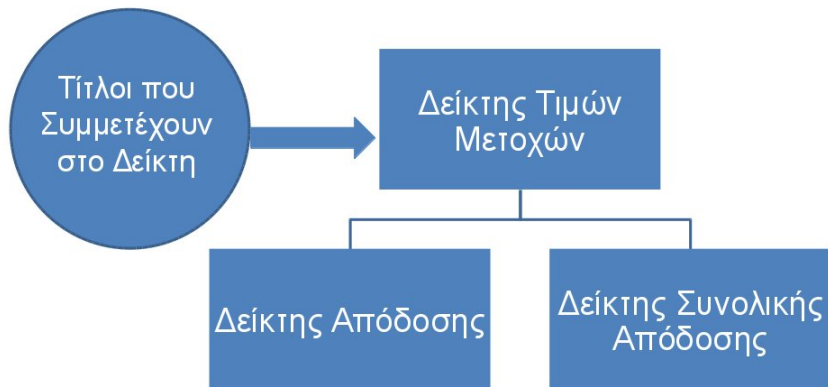 Τίτλοι που
Συμμετέχουν
στο Δείκτη
Δείκτης Τιμών
Μετοχών
Δείκτης Απόδοσης
Δείκτης Συνολικής
Απόδοσης